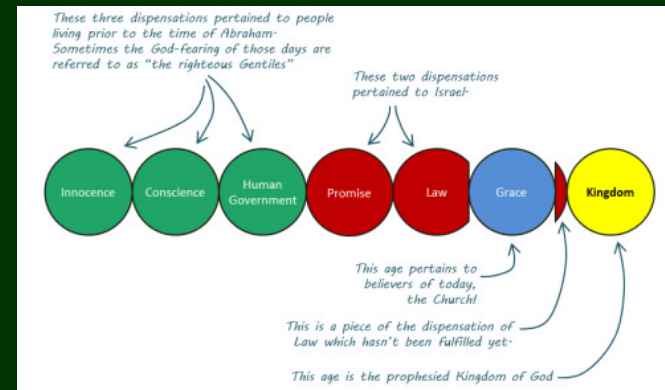 These three dispensations pertained to people
living prior to the time of Abraham.
Sometimes the God-fearing of those days are
referred to as "the righteous Gentiles"
These two dispensations
pertained to Israel.
Innocence
Conscience
Human
Government
Promise
Law
Grace
Kingdom
This age pertains to
believers of today,
the Church!
This is a piece of the dispensation of
Law which hasn't been fulfilled yet.
This age is the prophesied Kingdom of God